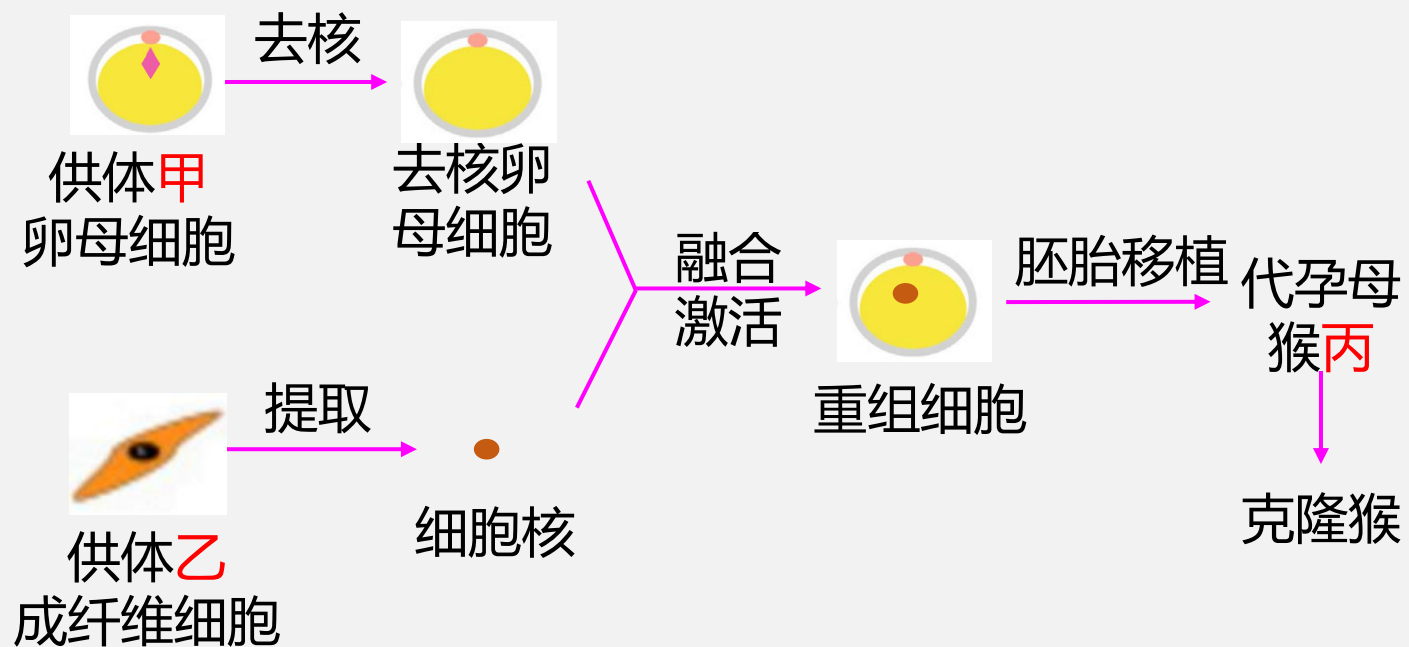 去核
供体甲
卵母细胞
去核卵
母细胞
融合
激活
胚胎移植
代孕母
猴丙
重组细胞
提取
细胞核
克隆猴
供体乙
成纤维细胞